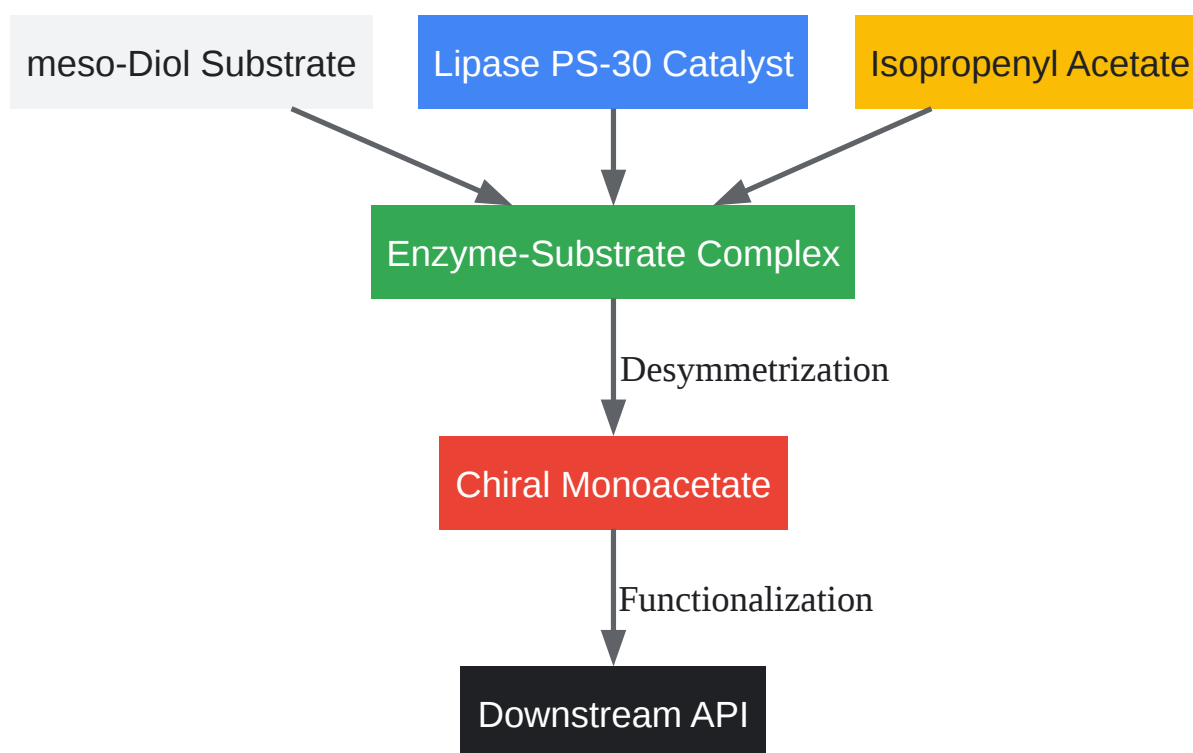 meso-Diol Substrate
Lipase PS-30 Catalyst
Isopropenyl Acetate
Enzyme-Substrate Complex
Desymmetrization
Chiral Monoacetate
Functionalization
Downstream API